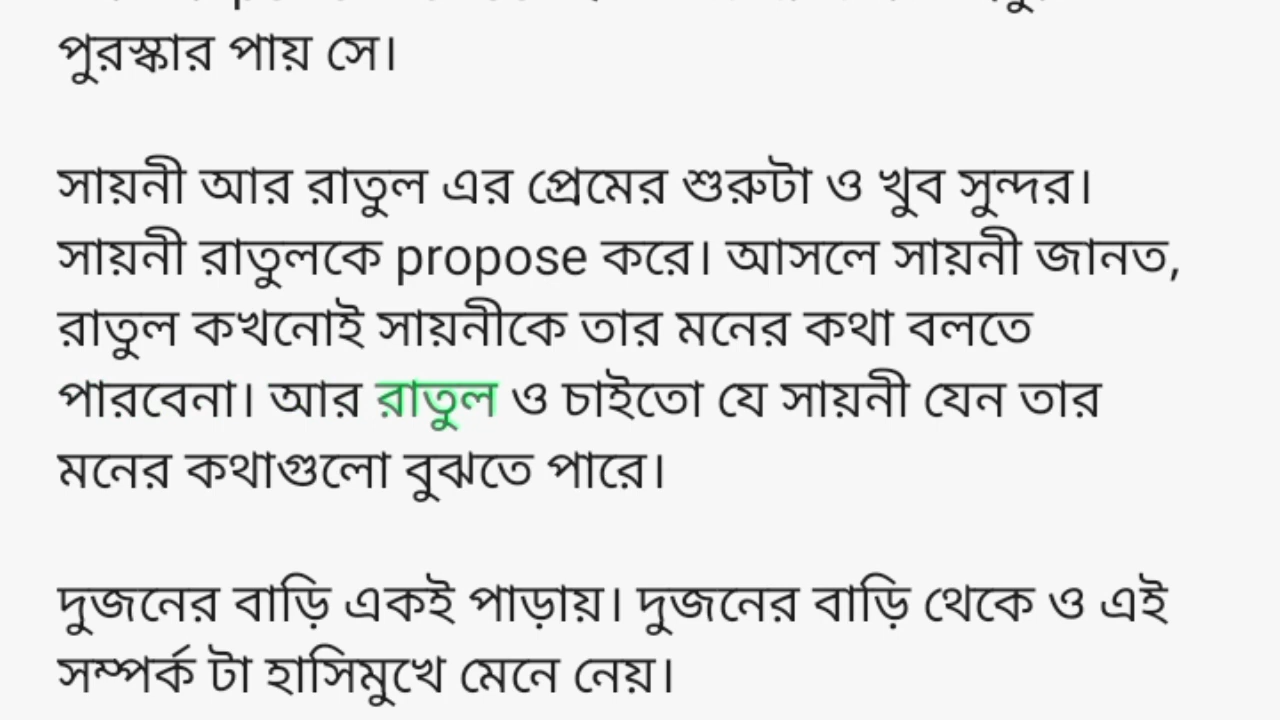 পুরস্কার পায় সে।
সায়নী আর রাতুল এর প্রেমের শুরুটা ও খুব সুন্দর।
সায়নী রাতুলকে propose করে। আসলে সায়নী জানত,
রাতুল কখনোই সায়নীকে তার মনের কথা বলতে
পারবেনা। আর রাতুল ও চাইতো যে সায়নী যেন তার
মনের কথাগুলো বুঝতে পারে।
দুজনের বাড়ি একই পাড়ায়। দুজনের বাড়ি থেকে ও এই
সম্পর্ক টা হাসিমুখে মেনে নেয়।